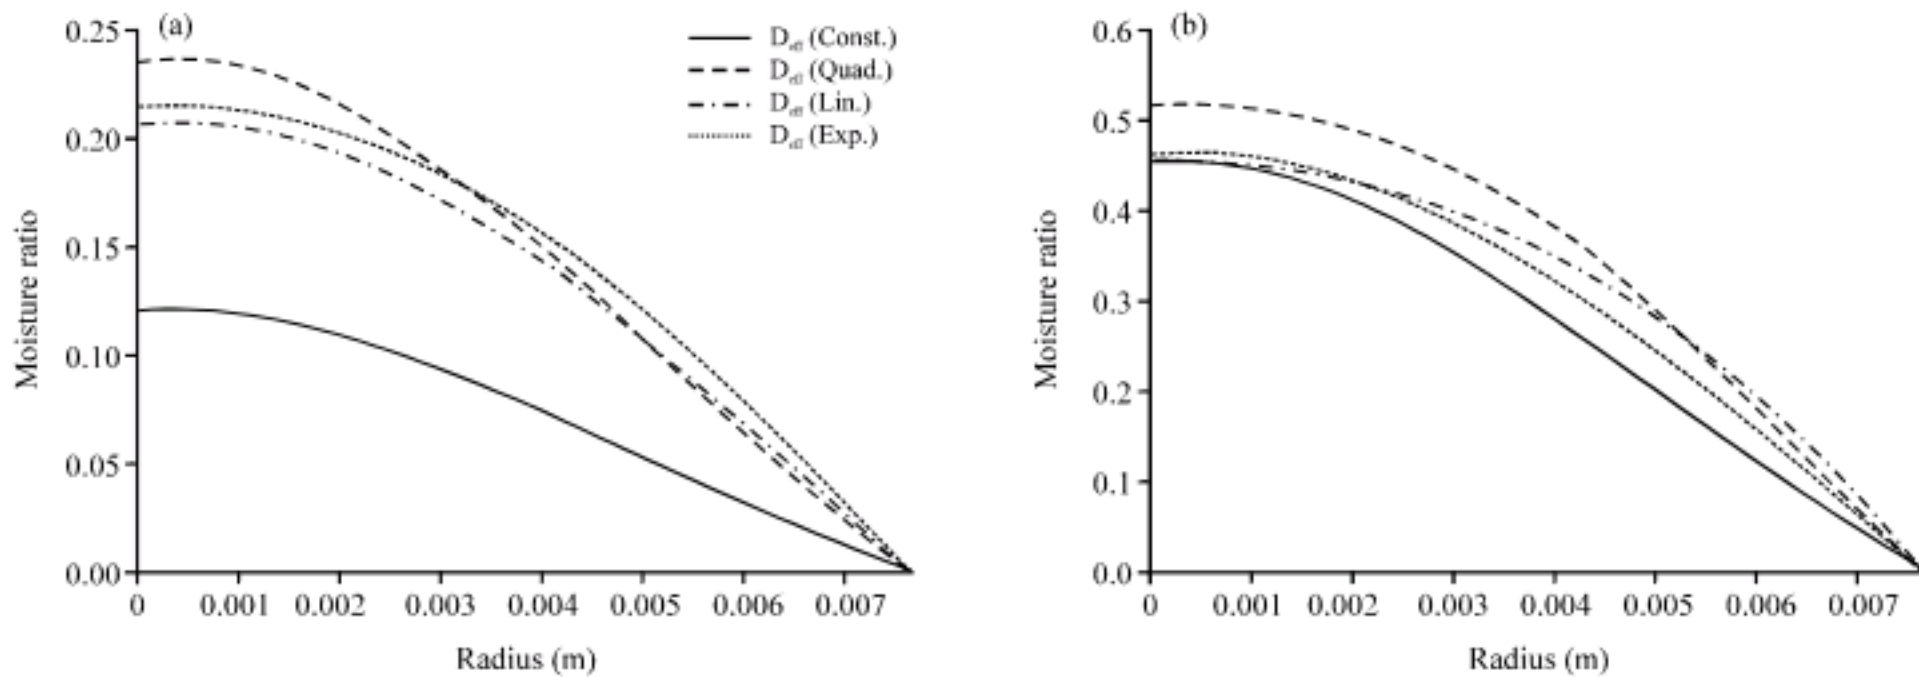 (a)
0.25
0.20
0.15
0.10
0.05
0.00
Moisture ratio
0 0.001 0.002 0.003 0.004 0.005 0.006 0.007
Radius (m)
D_eff (Const.)
D_eff (Quad.)
D_eff (Lin.)
D_eff (Exp.)
(b)
0.6
0.5
0.4
0.3
0.2
0.1
0.0
Moisture ratio
0 0.001 0.002 0.003 0.004 0.005 0.006 0.007
Radius (m)